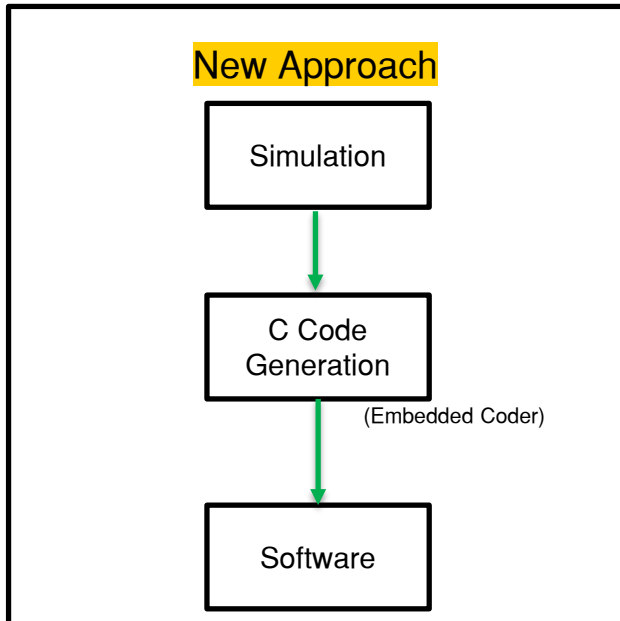 New Approach
Simulation
C Code
Generation
(Embedded Coder)
Software